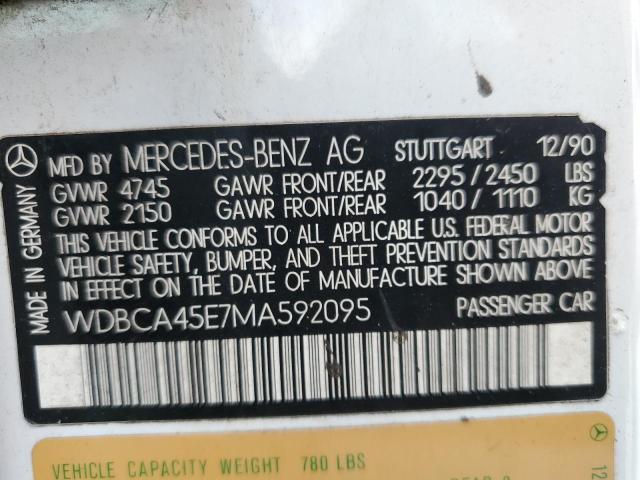 MADE IN GERMANY
MFD BY MERCEDES-BENZ AG STUTTGART 12/90
GVWR 4745 GAWR FRONT/REAR 2295/2450 LBS
GVWR 2150 GAWR FRONT/REAR 1040/1110 KG
THIS VEHICLE CONFORMS TO ALL APPLICABLE U.S. FEDERAL MOTOR
VEHICLE SAFETY, BUMPER, AND THEFT PREVENTION STANDARDS
IN EFFECT ON THE DATE OF MANUFACTURE SHOWN ABOVE
WDBCA45E7MA592095 PASSENGER CAR
VEHICLE CAPACITY WEIGHT 780 LBS